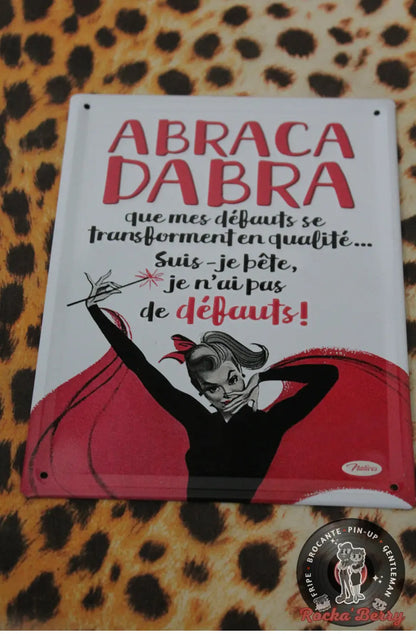 ABRACA
DABRA
que mes défauts se
transforment en qualité...
Suis-je bête,
je n'ai pas
de défauts!
Natives
FRIPE · BROCANTE · PIN-UP · GENTLEMAN
Rocka'Berry